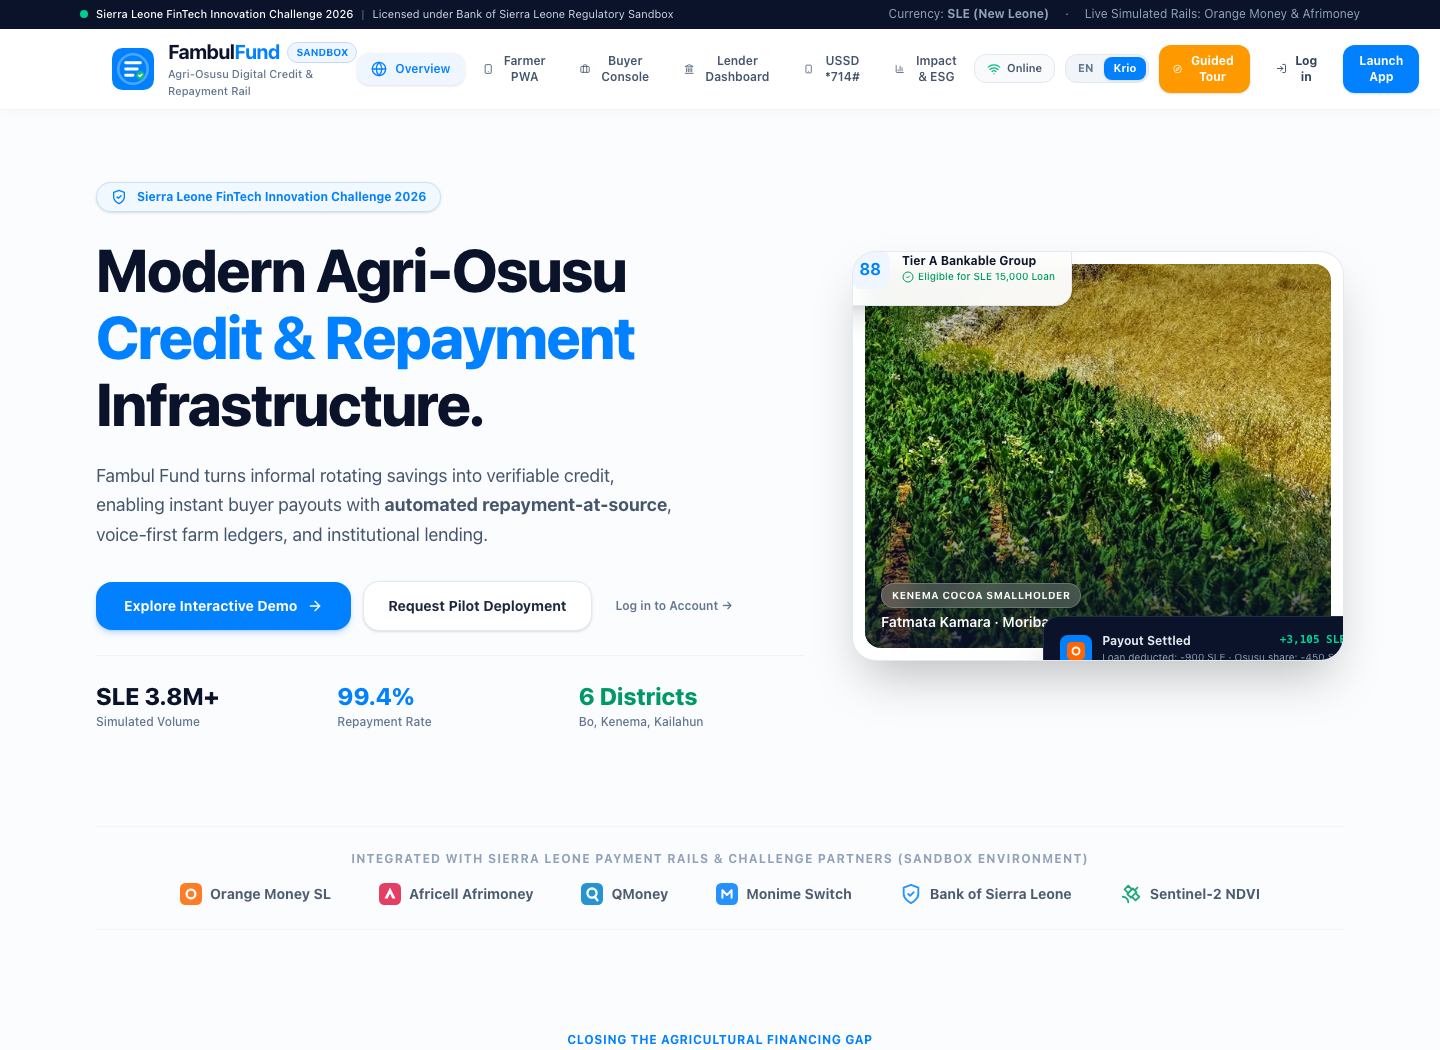 Sierra Leone FinTech Innovation Challenge 2026 | Licensed under Bank of Sierra Leone Regulatory Sandbox
Currency: SLE (New Leone) · Live Simulated Rails: Orange Money & Afrimoney
FambulFund SANDBOX
Agri-Osusu Digital Credit &
Repayment Rail
Overview
Farmer
PWA
Buyer
Console
Lender
Dashboard
USSD
*714#
Impact
& ESG
Online
EN Krio
Guided
Tour
Log
in
Launch
App
Sierra Leone FinTech Innovation Challenge 2026
Modern Agri-Osusu
Credit & Repayment
Infrastructure.
Fambul Fund turns informal rotating savings into verifiable credit,
enabling instant buyer payouts with automated repayment-at-source,
voice-first farm ledgers, and institutional lending.
Explore Interactive Demo →
Request Pilot Deployment
Log in to Account →
SLE 3.8M+
Simulated Volume
99.4%
Repayment Rate
6 Districts
Bo, Kenema, Kailahun
88
Tier A Bankable Group
Eligible for SLE 15,000 Loan
KENEMA COCOA SMALLHOLDER
Fatmata Kamara · Moriba
Payout Settled
+3,105 SLE
Loan deducted: -900 SLE · Osusu share: -450
INTEGRATED WITH SIERRA LEONE PAYMENT RAILS & CHALLENGE PARTNERS (SANDBOX ENVIRONMENT)
Orange Money SL
Africell Afrimoney
QMoney
Monime Switch
Bank of Sierra Leone
Sentinel-2 NDVI
CLOSING THE AGRICULTURAL FINANCING GAP